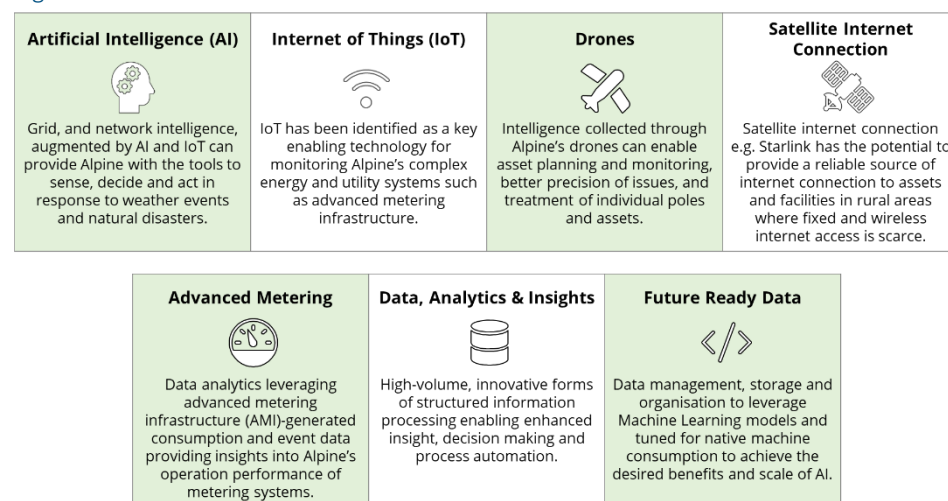 Artificial Intelligence (AI)
Grid, and network intelligence,
augmented by AI and IoT can
provide Alpine with the tools to
sense, decide and act in
response to weather events
and natural disasters.
Internet of Things (IoT)
IoT has been identified as a key
enabling technology for
monitoring Alpine's complex
energy and utility systems such
as advanced metering
infrastructure.
Drones
Intelligence collected through
Alpine's drones can enable
asset planning and monitoring,
better precision of issues, and
treatment of individual poles
and assets.
Satellite Internet
Connection
Satellite internet connection
e.g. Starlink has the potential to
provide a reliable source of
internet connection to assets
and facilities in rural areas
where fixed and wireless
internet access is scarce.
Advanced Metering
Data analytics leveraging
advanced metering
infrastructure (AMI)-generated
consumption and event data
providing insights into Alpine's
operation performance of
metering systems.
Data, Analytics & Insights
High-volume, innovative forms
of structured information
processing enabling enhanced
insight, decision making and
process automation.
Future Ready Data
Data management, storage and
organisation to leverage
Machine Learning models and
tuned for native machine
consumption to achieve the
desired benefits and scale of AI.